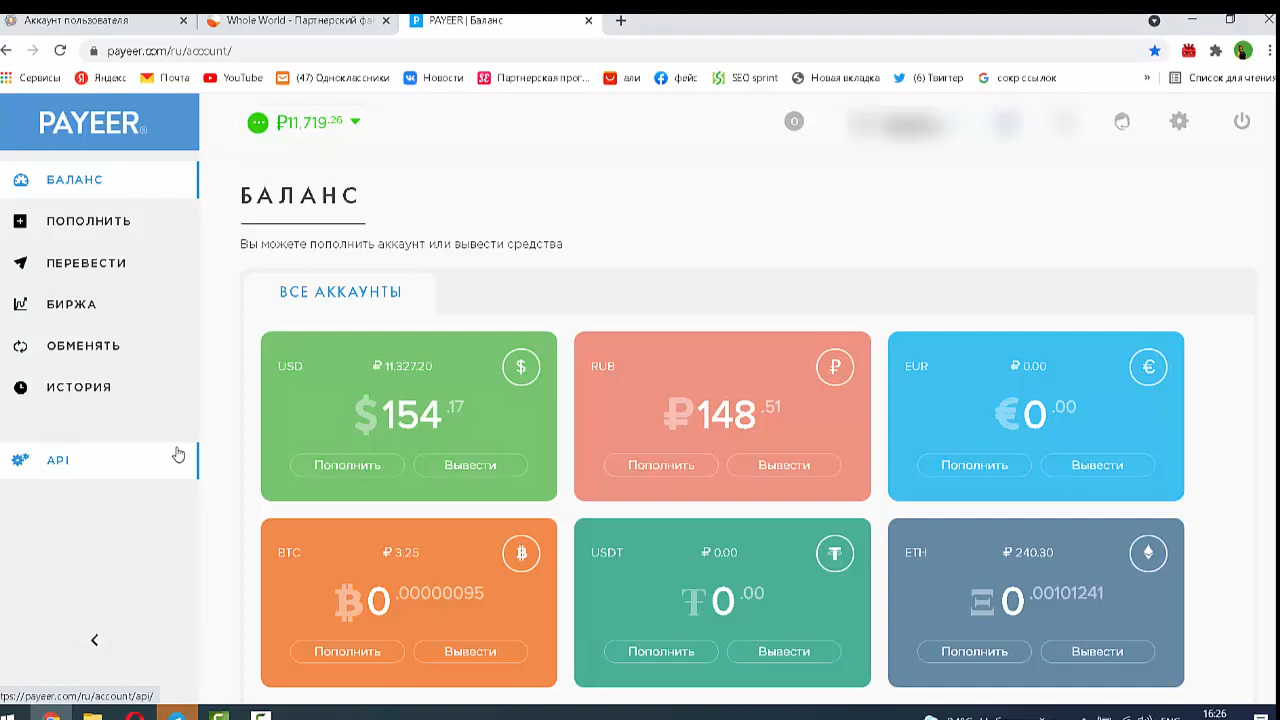 Аккаунт пользователя
Whole World - Партнерский фа
PAYEER | Баланс
payeer.com/ru/account/
Сервисы
Яндекс
Почта
YouTube
(47) Одноклассники
Новости
Партнерская прог...
али
фейс
SEO sprint
Новая вкладка
(6) Твиттер
сокр ссылок
»
Список для чтения
PAYEER®
₽11,719.26
0
БАЛАНС
ПОПОЛНИТЬ
ПЕРЕВЕСТИ
БИРЖА
ОБМЕНЯТЬ
ИСТОРИЯ
API
БАЛАНС
Вы можете пополнить аккаунт или вывести средства
ВСЕ АККАУНТЫ
USD ₽ 11,327.20 $
$154.17
Пополнить Вывести
RUB ₽
₽148.51
Пополнить Вывести
EUR ₽ 0.00 €
€0.00
Пополнить Вывести
BTC ₽ 3.25
0.00000095
Пополнить Вывести
USDT ₽ 0.00
0.00
Пополнить Вывести
ETH ₽ 240.30
0.00101241
Пополнить Вывести
tps://payeer.com/ru/account/api/
16:26